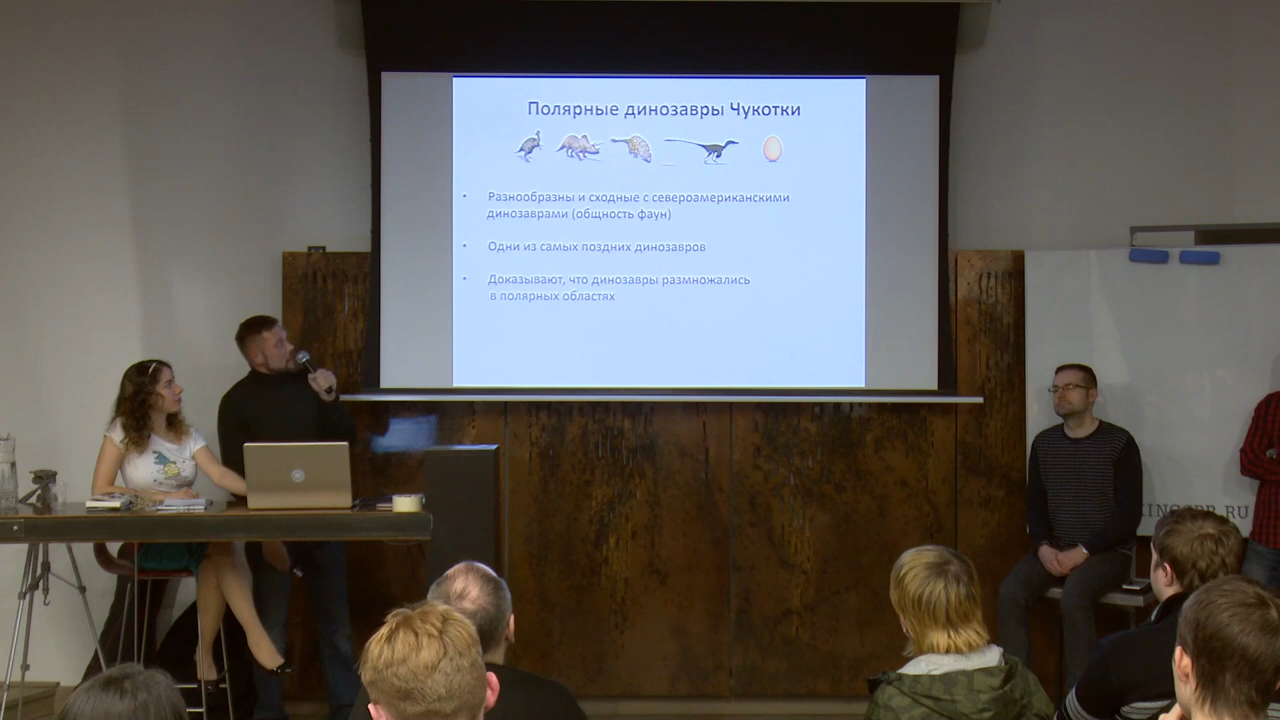 Полярные динозавры Чукотки
• Разнообразны и сходные с североамериканскими
динозаврами (общность фаун)
• Одни из самых поздних динозавров
• Доказывают, что динозавры размножались
в полярных областях